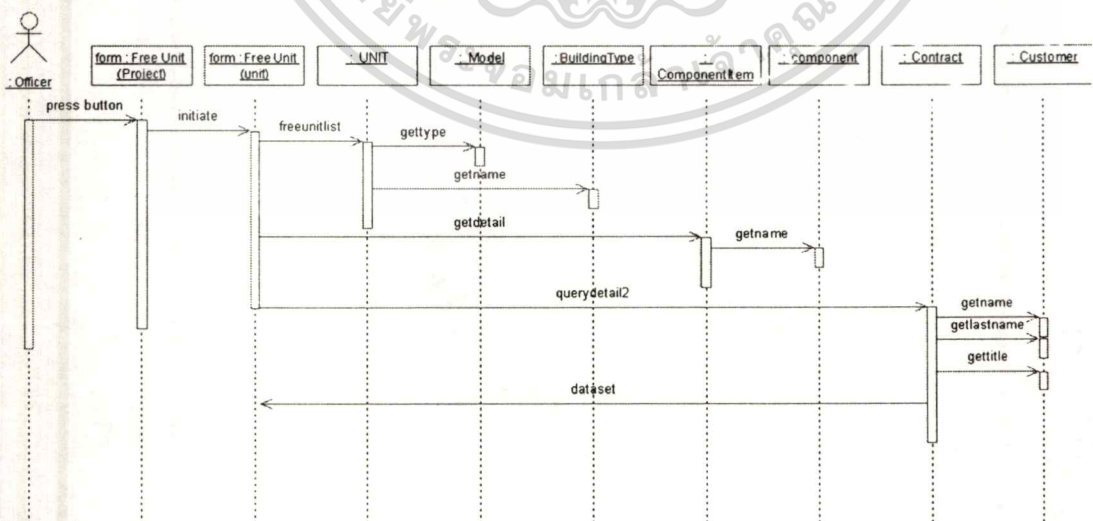 : Officer
form : Free Unit
(Project)
form : Free Unit
(unit)
: UNIT
: Model
: BuildingType
:
ComponentItem
: component
: Contract
: Customer
press button
initiate
freeunitlist
gettype
getname
getdetail
getname
querydetail2
getname
getlastname
gettitle
dataset